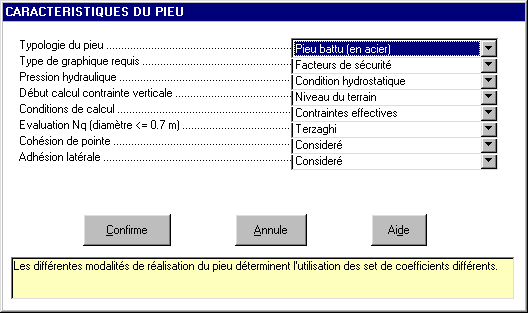 CARACTERISTIQUES DU PIEU
Typologie du pieu ........ Pieu battu (en acier)
Type de graphique requis ........ Facteurs de sécurité
Pression hydraulique ........ Condition hydrostatique
Début calcul contrainte verticale ........ Niveau du terrain
Conditions de calcul ........ Contraintes effectives
Evaluation Nq (diamètre <= 0.7 m) ........ Terzaghi
Cohésion de pointe ........ Consideré
Adhésion latérale ........ Consideré
Confirme Annule Aide
Les différentes modalités de réalisation du pieu déterminent l'utilisation des set de coefficients différents.